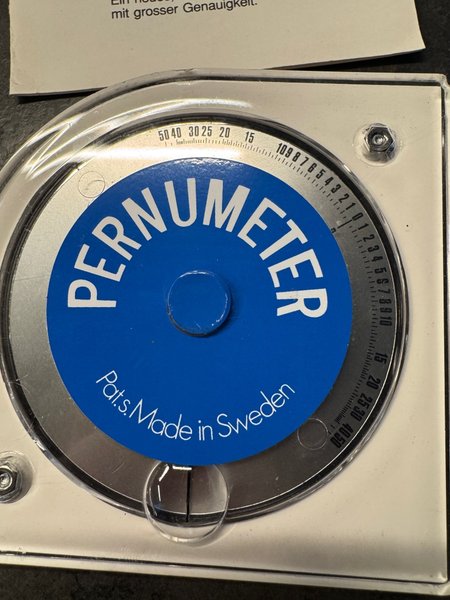 mit grosser Genauigkeit.
50 40 30 25 20 15 10 9 8 7 6 5 4 3 2 1 0 1 2 3 4 5 6 7 8 9 10 15 20 25 30 40 50
PERNUMETER
Pat.s. Made in Sweden